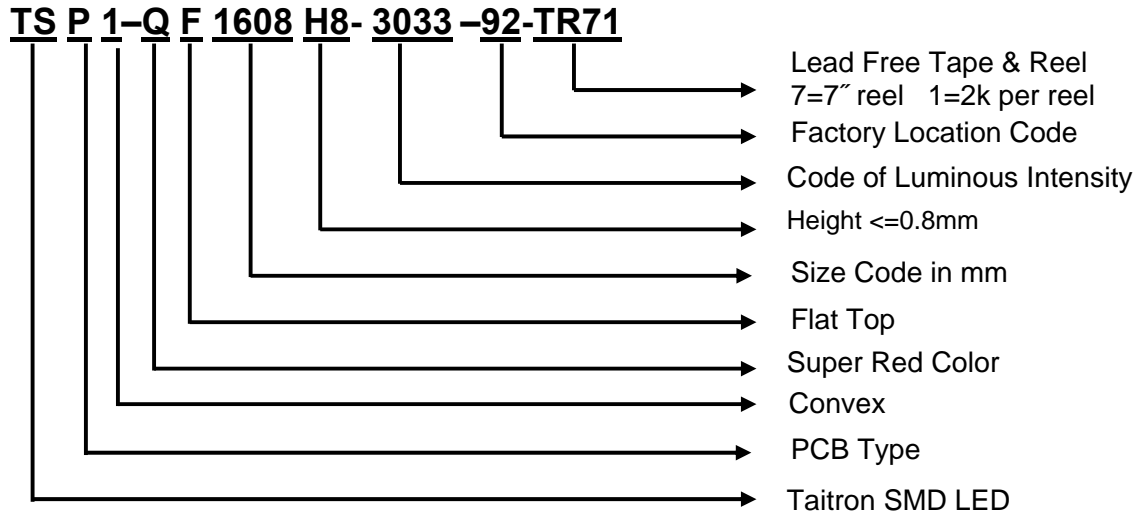 TS P 1–Q F 1608 H8- 3033 –92-TR71
Lead Free Tape & Reel
7=7˝ reel 1=2k per reel
Factory Location Code
Code of Luminous Intensity
Height <=0.8mm
Size Code in mm
Flat Top
Super Red Color
Convex
PCB Type
Taitron SMD LED